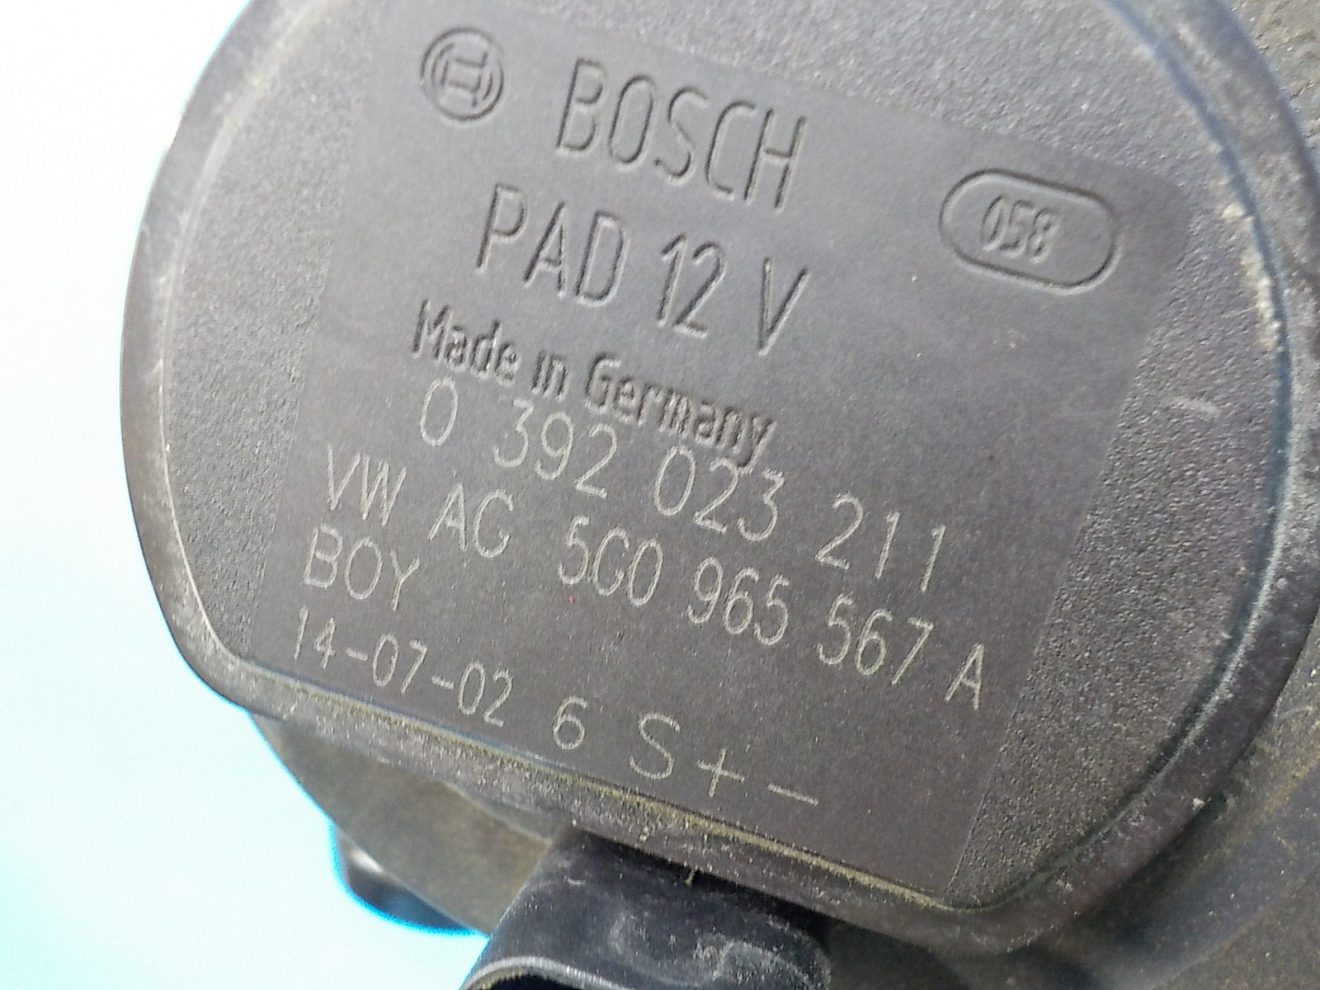 BOSCH
058
PAD 12 V
Made in Germany
0 392 023 211
VW AG 5G0 965 567 A
BOY
14-07-02 6 S + -